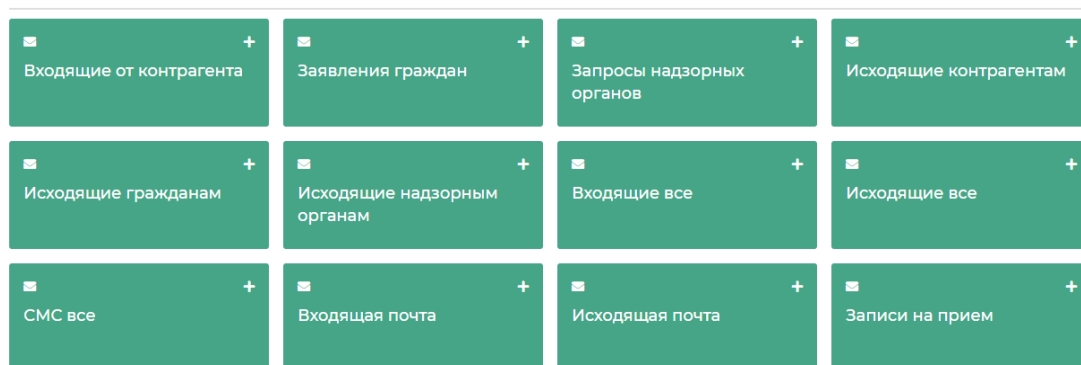 Входящие от контрагента
Заявления граждан
Запросы надзорных
органов
Исходящие контрагентам
Исходящие гражданам
Исходящие надзорным
органам
Входящие все
Исходящие все
СМС все
Входящая почта
Исходящая почта
Записи на прием